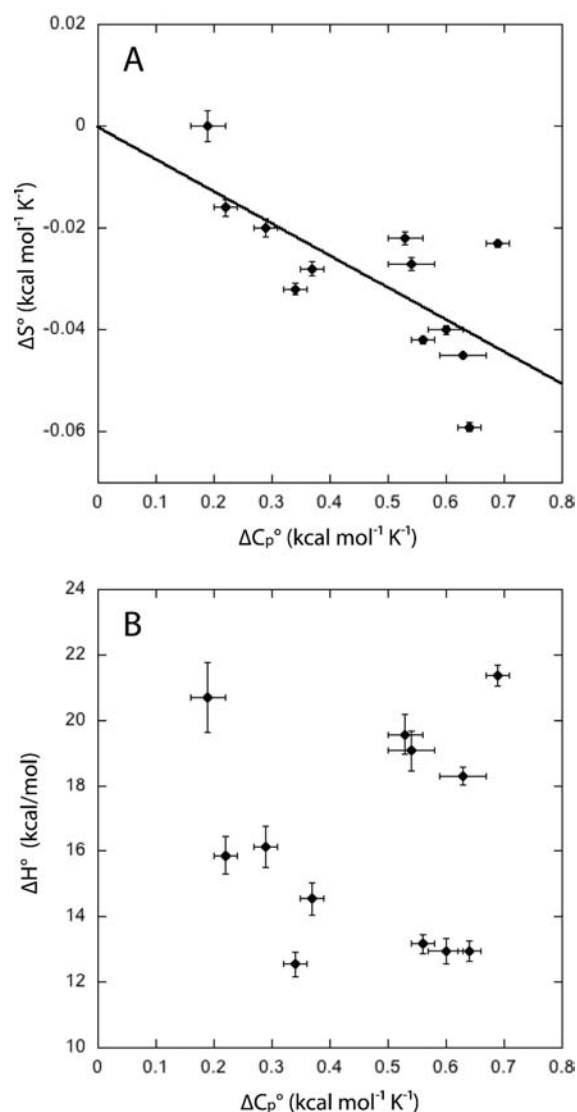 0.02
A
0
-0.02
-0.04
-0.06
ΔS° (kcal mol⁻¹ K⁻¹)
0 0.1 0.2 0.3 0.4 0.5 0.6 0.7 0.8
ΔCp° (kcal mol⁻¹ K⁻¹)
24
B
22
20
18
16
14
12
10
ΔH° (kcal/mol)
0 0.1 0.2 0.3 0.4 0.5 0.6 0.7 0.8
ΔCp° (kcal mol⁻¹ K⁻¹)